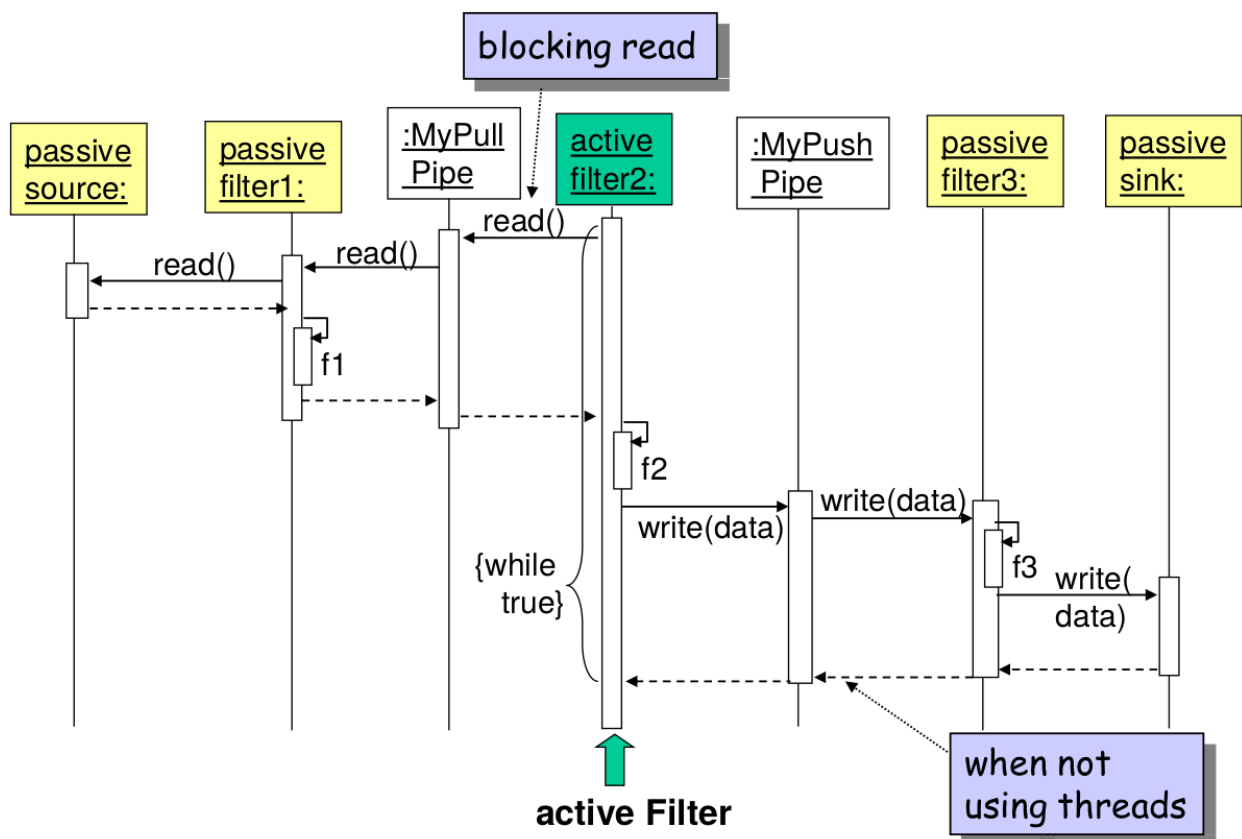 blocking read
passive
source:
passive
filter1:
:MyPull
Pipe
active
filter2:
:MyPush
Pipe
passive
filter3:
passive
sink:
read()
read()
read()
f1
f2
write(data)
write(data)
f3
write(
data)
{while
true}
active Filter
when not
using threads